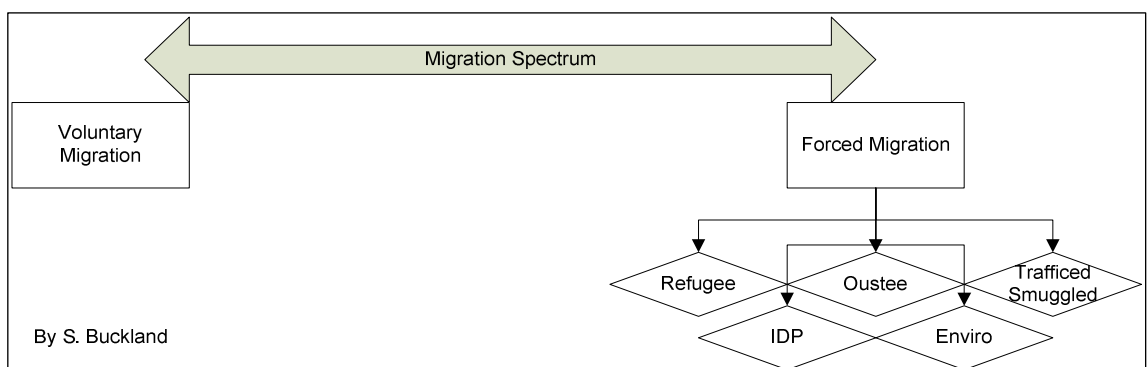 Migration Spectrum
Voluntary
Migration
Forced Migration
Refugee
Oustee
Trafficed
Smuggled
IDP
Enviro
By S. Buckland